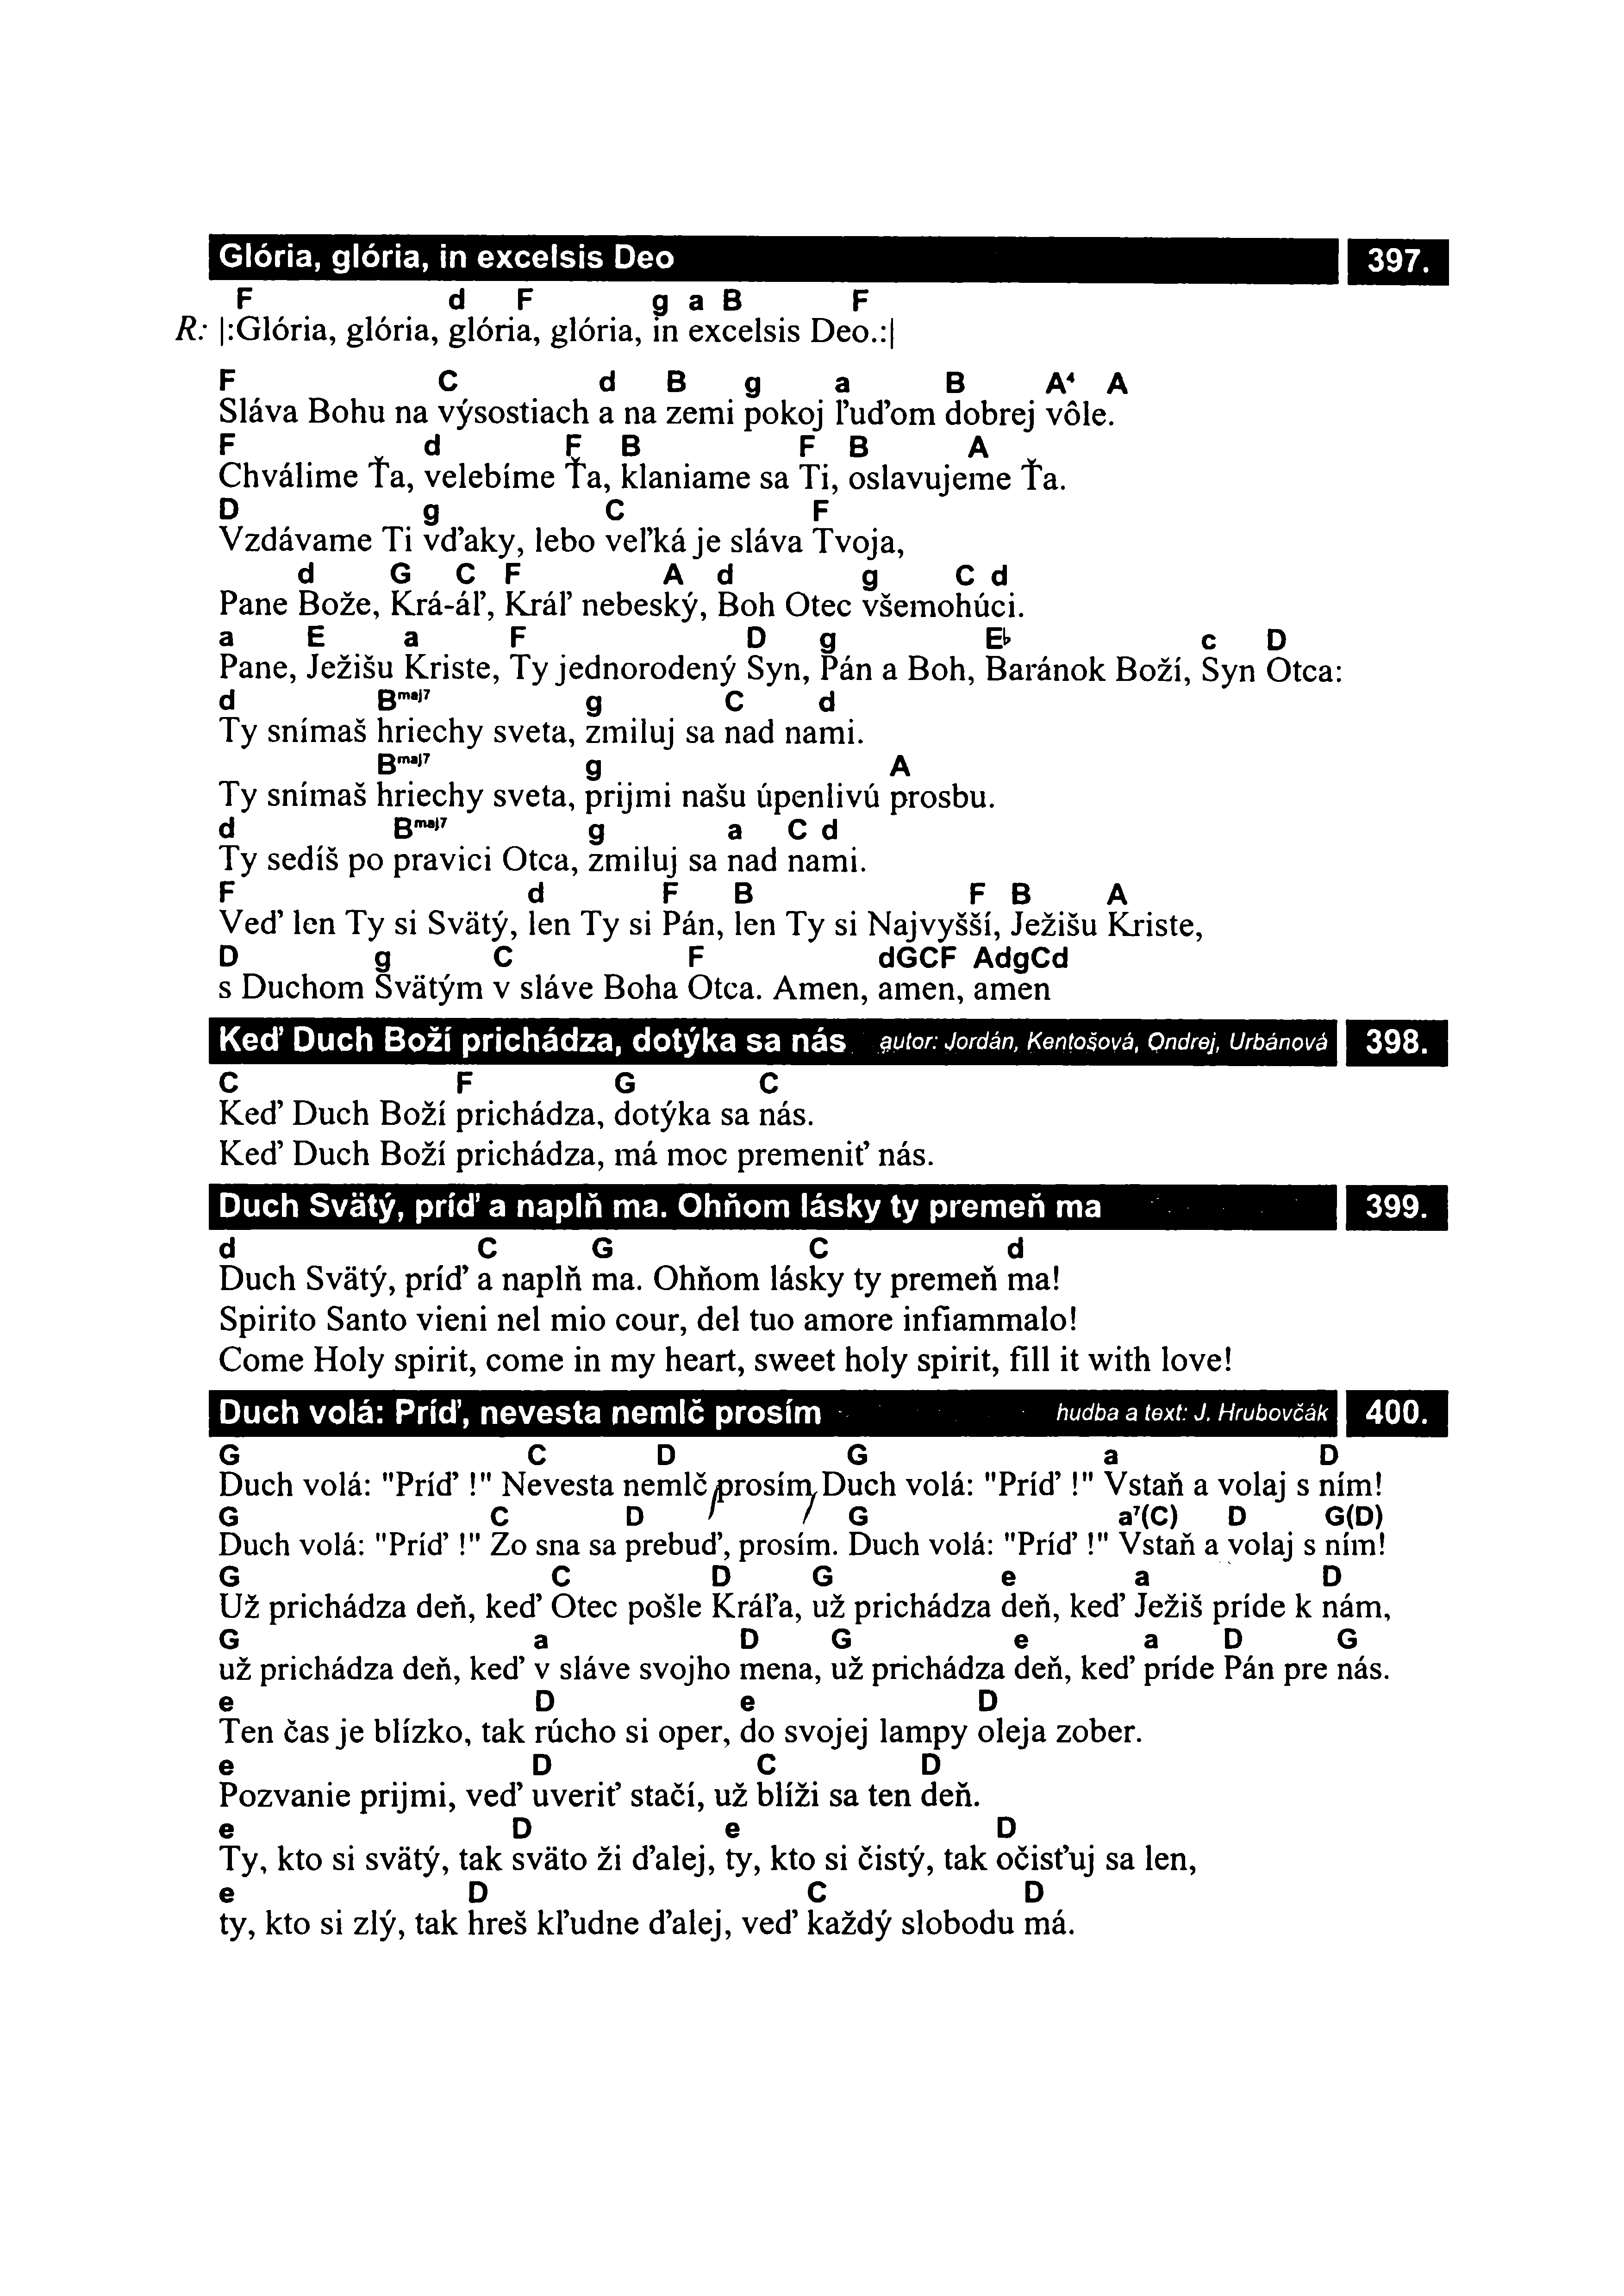 Glória, glória, in excelsis Deo 397.
F d F g a B F
R: |:Glória, glória, glória, glória, in excelsis Deo.:|
F C d B g a B A⁴ A
Sláva Bohu na výsostiach a na zemi pokoj ľuďom dobrej vôle.
F d F B F B A
Chválime Ťa, velebíme Ťa, klaniame sa Ti, oslavujeme Ťa.
D g C F
Vzdávame Ti vďaky, lebo veľká je sláva Tvoja,
d G C F A d g C d
Pane Bože, Krá-áľ, Kráľ nebeský, Boh Otec všemohúci.
a E a F D g E♭ c D
Pane, Ježišu Kriste, Ty jednorodený Syn, Pán a Boh, Baránok Boží, Syn Otca:
d Bmaj7 g C d
Ty snímaš hriechy sveta, zmiluj sa nad nami.
Bmaj7 g A
Ty snímaš hriechy sveta, prijmi našu úpenlivú prosbu.
d Bmaj7 g a C d
Ty sedíš po pravici Otca, zmiluj sa nad nami.
F d F B F B A
Veď len Ty si Svätý, len Ty si Pán, len Ty si Najvyšší, Ježišu Kriste,
D g C F dGCF AdgCd
s Duchom Svätým v sláve Boha Otca. Amen, amen, amen
Keď Duch Boží prichádza, dotýka sa nás autor: Jordán, Kentošová, Ondrej, Urbánová 398.
C F G C
Keď Duch Boží prichádza, dotýka sa nás.
Keď Duch Boží prichádza, má moc premeniť nás.
Duch Svätý, príď a naplň ma. Ohňom lásky ty premeň ma 399.
d C G C d
Duch Svätý, príď a naplň ma. Ohňom lásky ty premeň ma!
Spirito Santo vieni nel mio cour, del tuo amore infiammalo!
Come Holy spirit, come in my heart, sweet holy spirit, fill it with love!
Duch volá: Príď, nevesta nemlč prosím hudba a text: J. Hrubovčák 400.
G C D G a D
Duch volá: "Príď !" Nevesta nemlč, prosím, Duch volá: "Príď !" Vstaň a volaj s ním!
G C D G a⁷(C) D G(D)
Duch volá: "Príď !" Zo sna sa prebuď, prosím. Duch volá: "Príď !" Vstaň a volaj s ním!
G C D G e a D
Už prichádza deň, keď Otec pošle Kráľa, už prichádza deň, keď Ježiš príde k nám,
G a D G e a D G
už prichádza deň, keď v sláve svojho mena, už prichádza deň, keď príde Pán pre nás.
e D e D
Ten čas je blízko, tak rúcho si oper, do svojej lampy oleja zober.
e D C D
Pozvanie prijmi, veď uveriť stačí, už blíži sa ten deň.
e D e D
Ty, kto si svätý, tak sväto ži ďalej, ty, kto si čistý, tak očisťuj sa len,
e D C D
ty, kto si zlý, tak hreš kľudne ďalej, veď každý slobodu má.